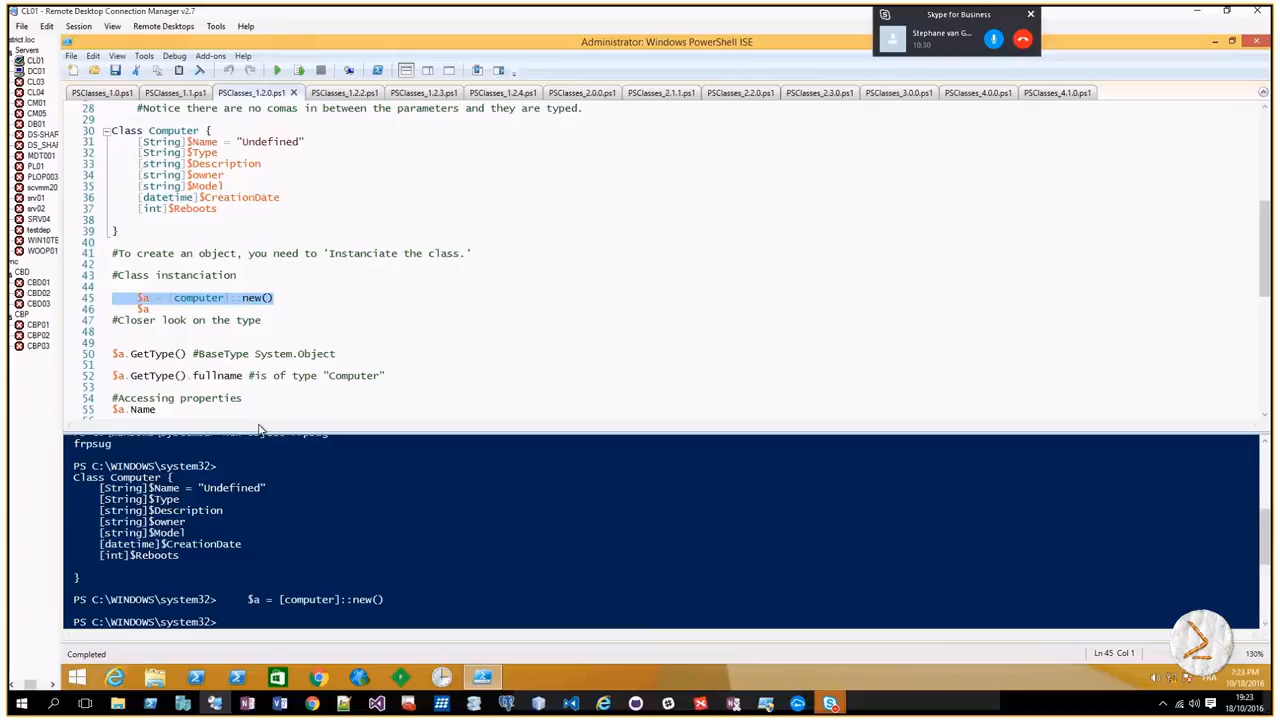 CL01 - Remote Desktop Connection Manager v2.7
File Edit Session View Remote Desktops Tools Help
Skype for Business
Stephane van G...
10:30
Administrator: Windows PowerShell ISE
File Edit View Tools Debug Add-ons Help
PSClasses_1.0.ps1 PSClasses_1.1.ps1 PSClasses_1.2.0.ps1 PSClasses_1.2.2.ps1 PSClasses_1.2.3.ps1 PSClasses_1.2.4.ps1 PSClasses_2.0.0.ps1 PSClasses_2.1.1.ps1 PSClasses_2.2.0.ps1 PSClasses_2.3.0.ps1 PSClasses_3.0.0.ps1 PSClasses_4.0.0.ps1 PSClasses_4.1.0.ps1
strict.loc
Servers
CL01
DC01
CL03
CL04
CM01
CM05
DB01
DS-SHAR
DS_SHAF
MDT001
PL01
PLOP003
scvmm20
srv01
srv02
SRV04
testdep
WIN10TE
WOOP01
nc
CBD
CBD01
CBD02
CBD03
CBP
CBP01
CBP02
CBP03
28 #Notice there are no comas in between the parameters and they are typed.
29
30 Class Computer {
31 [String]$Name = "Undefined"
32 [String]$Type
33 [string]$Description
34 [string]$owner
35 [string]$Model
36 [datetime]$CreationDate
37 [int]$Reboots
38
39 }
40
41 #To create an object, you need to 'Instanciate the class.'
42
43 #Class instanciation
44
45 $a = [computer]::new()
46 $a
47 #Closer look on the type
48
49
50 $a.GetType() #BaseType System.Object
51
52 $a.GetType().fullname #is of type "Computer"
53
54 #Accessing properties
55 $a.Name
frpsug
PS C:\WINDOWS\system32>
Class Computer {
[String]$Name = "Undefined"
[String]$Type
[string]$Description
[string]$owner
[string]$Model
[datetime]$CreationDate
[int]$Reboots
}
PS C:\WINDOWS\system32> $a = [computer]::new()
PS C:\WINDOWS\system32>
Completed
Ln 45 Col 1
130%
FRA
7:23 PM
10/18/2016
19:23
18/10/2016